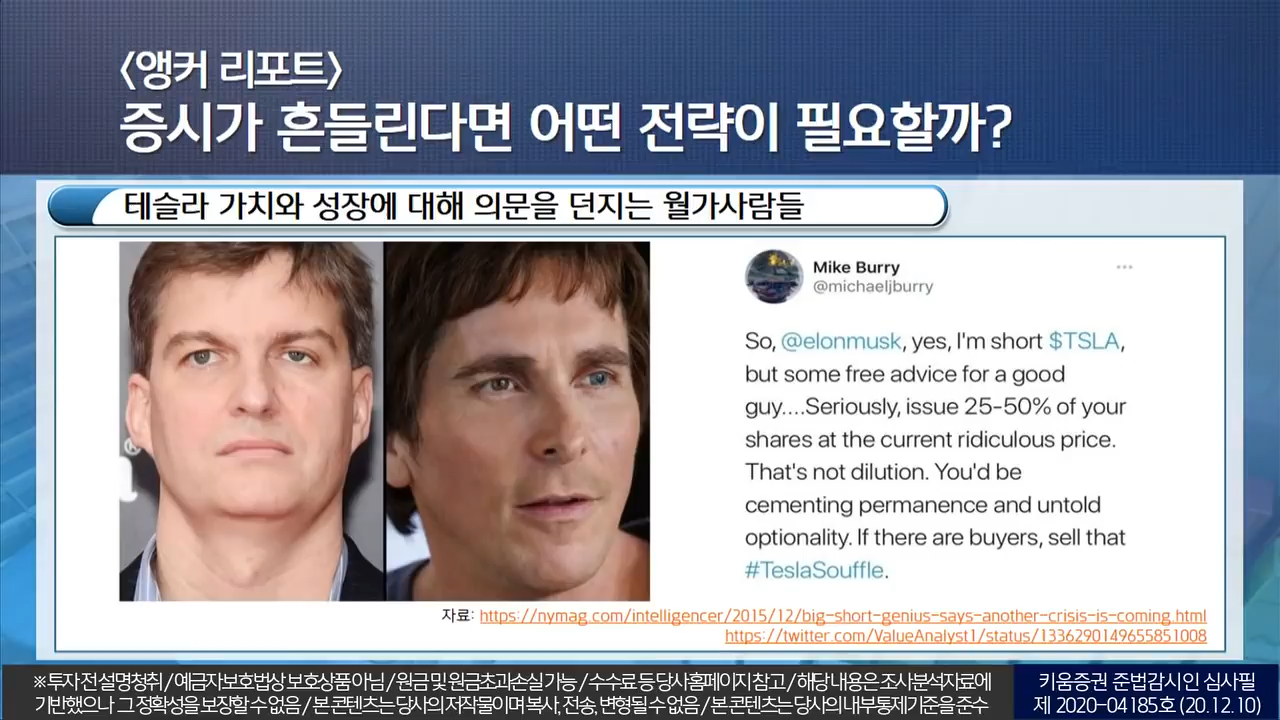 <앵커 리포트>
증시가 흔들린다면 어떤 전략이 필요할까?
테슬라 가치와 성장에 대해 의문을 던지는 월가사람들
Mike Burry
@michaeljburry
So, @elonmusk, yes, I'm short $TSLA,
but some free advice for a good
guy....Seriously, issue 25-50% of your
shares at the current ridiculous price.
That's not dilution. You'd be
cementing permanence and untold
optionality. If there are buyers, sell that
#TeslaSouffle.
자료: https://nymag.com/intelligencer/2015/12/big-short-genius-says-another-crisis-is-coming.html
https://twitter.com/ValueAnalyst1/status/1336290149655851008
※투자 전 설명청취 / 예금자보호법상 보호상품 아님 / 원금 및 원금초과손실 가능 / 수수료 등 당사홈페이지 참고 / 해당 내용은 조사분석자료에
기반했으나 그 정확성을 보장할 수 없음 / 본 콘텐츠는 당사의 저작물이며 복사, 전송, 변형될 수 없음 / 본 콘텐츠는 당사의 내부통제기준을 준수
키움증권 준법감시인 심사필
제 2020-04185호 (20.12.10)